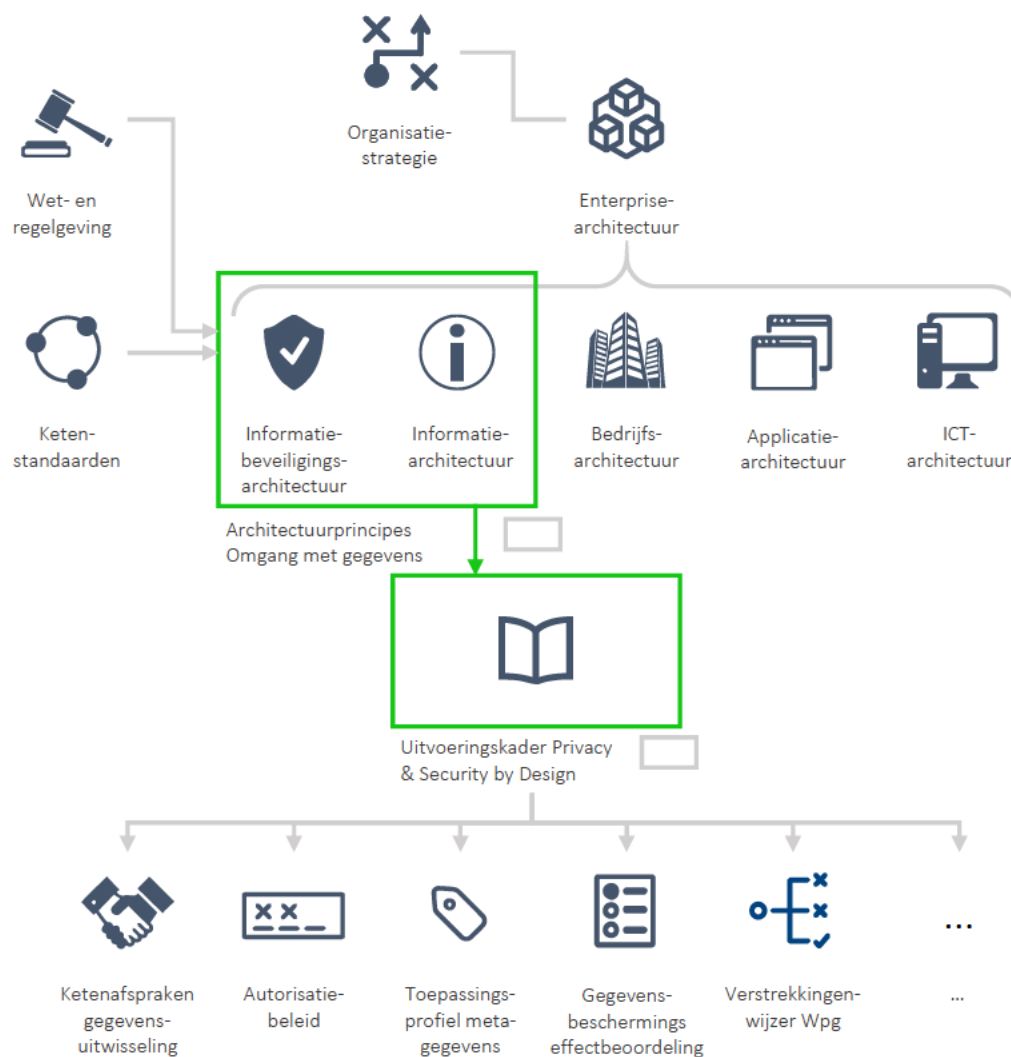 Organisatie-
strategie
Wet- en
regelgeving
Enterprise-
architectuur
Keten-
standaarden
Informatie-
beveiligings-
architectuur
Informatie-
architectuur
Bedrijfs-
architectuur
Applicatie-
architectuur
ICT-
architectuur
Architectuurprincipes
Omgang met gegevens
Uitvoeringskader Privacy
& Security by Design
Ketenafspraken
gegevens-
uitwisseling
Autorisatie-
beleid
Toepassings-
profiel meta-
gegevens
Gegevens-
beschermings
effectbeoordeling
Verstrekkingen-
wijzer Wpg
...
...